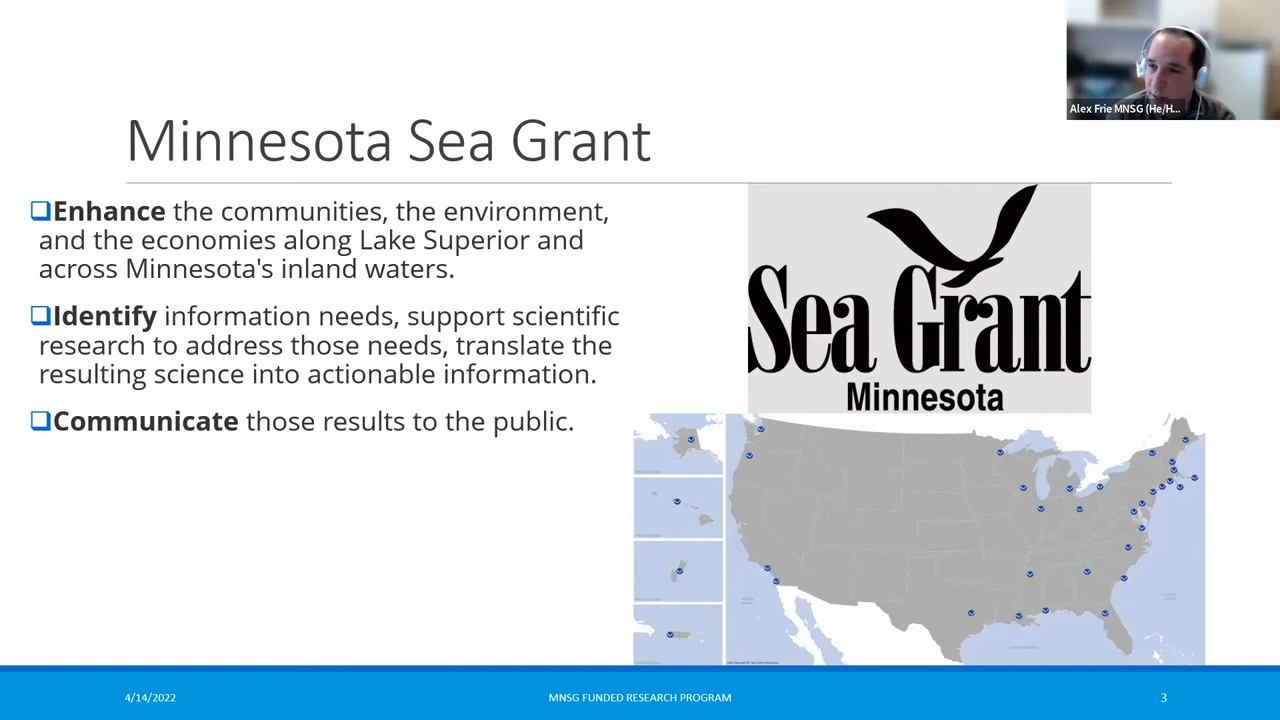 Alex Frie MNSG (He/H...
Minnesota Sea Grant
Enhance the communities, the environment,
and the economies along Lake Superior and
across Minnesota's inland waters.
Identify information needs, support scientific
research to address those needs, translate the
resulting science into actionable information.
Communicate those results to the public.
Sea Grant
Minnesota
4/14/2022
MNSG FUNDED RESEARCH PROGRAM
3